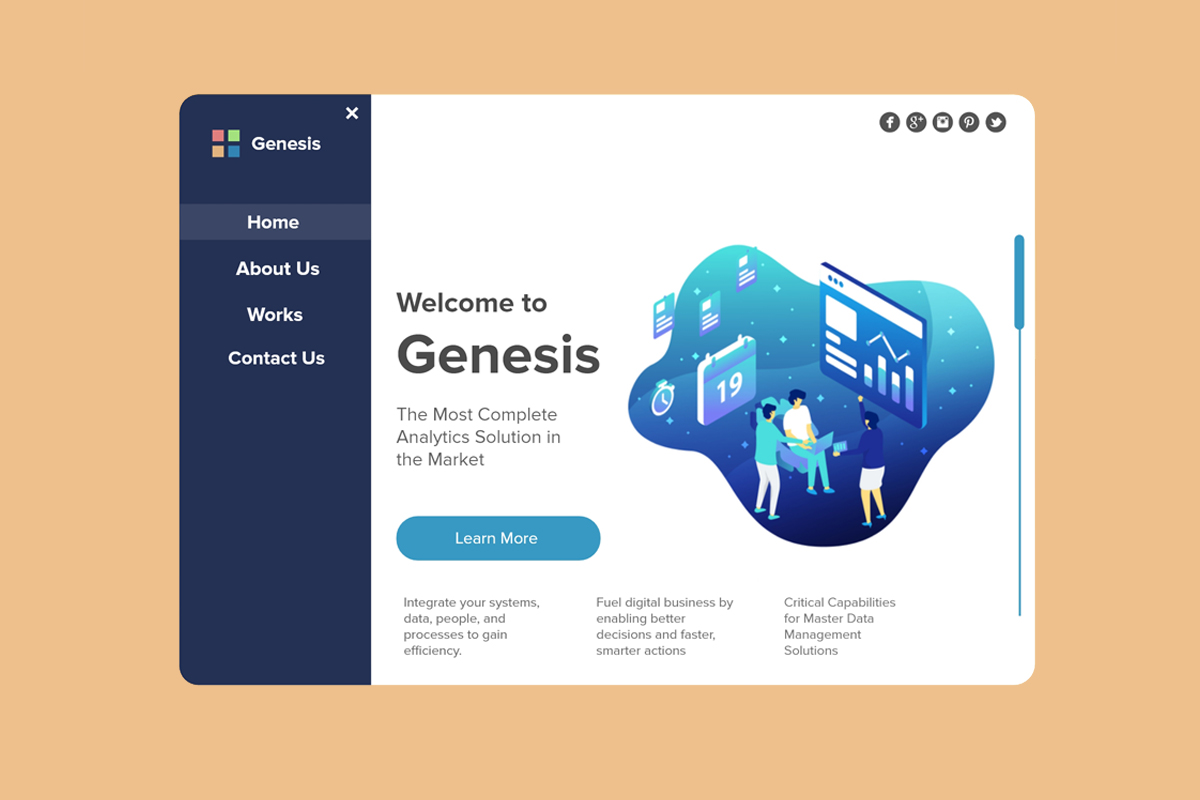 Genesis
Home
About Us
Works
Contact Us
Welcome to
Genesis
The Most Complete
Analytics Solution in
the Market
19
Learn More
Integrate your systems,
data, people, and
processes to gain
efficiency.
Fuel digital business by
enabling better
decisions and faster,
smarter actions
Critical Capabilities
for Master Data
Management
Solutions